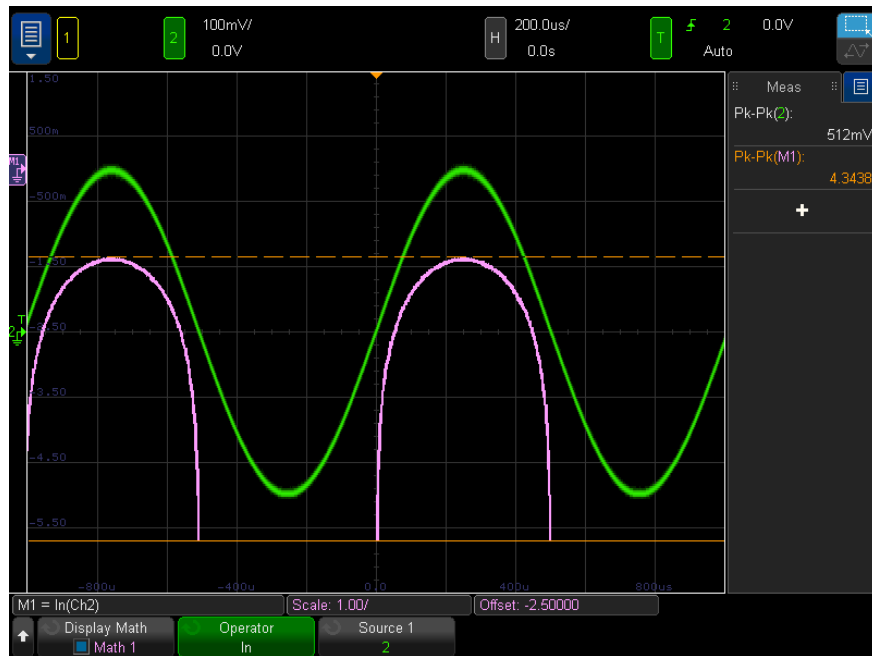 1 2 100mV/ H 200.0us/ T 2 0.0V
0.0V 0.0s Auto
1.50
Meas
Pk-Pk(2):
500m
512mV
Pk-Pk(M1):
M1
4.3438
-500m
+
-1.50
T
2 -2.50
-3.50
-4.50
-5.50
-800u -400u 0.0 400u 800us
M1 = ln(Ch2) Scale: 1.00/ Offset: -2.50000
Display Math Operator Source 1
Math 1 ln 2